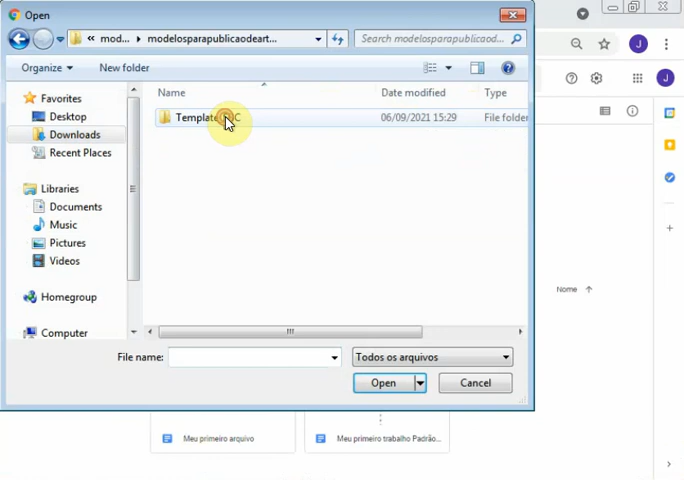 Open
« mod... ▸ modelosparapublicaodeart...
Search modelosparapublicaod...
Organize
New folder
Name
Date modified
Type
Favorites
Desktop
Downloads
Recent Places
Libraries
Documents
Music
Pictures
Videos
Homegroup
Computer
06/09/2021 15:29
File folder
File name:
Todos os arquivos
Open
Cancel
J
J
Nome
Meu primeiro arquivo
Meu primeiro trabalho Padrão...